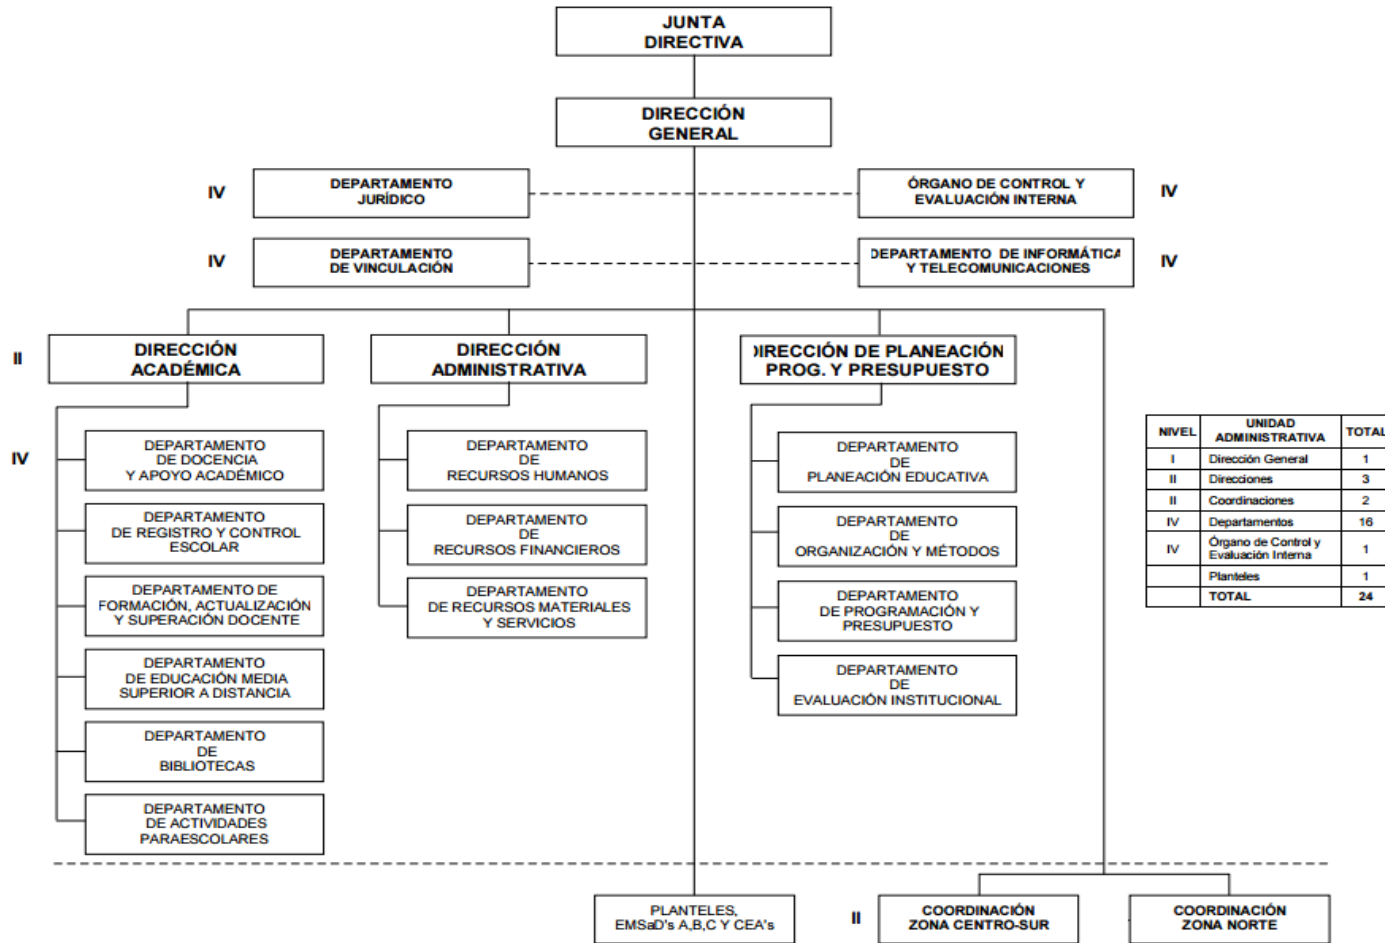 JUNTA
DIRECTIVA
DIRECCIÓN
GENERAL
IV
DEPARTAMENTO
JURÍDICO
ÓRGANO DE CONTROL Y
EVALUACIÓN INTERNA
IV
IV
DEPARTAMENTO
DE VINCULACIÓN
DEPARTAMENTO DE INFORMÁTICA
Y TELECOMUNICACIONES
IV
II
DIRECCIÓN
ACADÉMICA
DIRECCIÓN
ADMINISTRATIVA
DIRECCIÓN DE PLANEACIÓN
PROG. Y PRESUPUESTO
IV
DEPARTAMENTO
DE DOCENCIA
Y APOYO ACADÉMICO
DEPARTAMENTO
DE REGISTRO Y CONTROL
ESCOLAR
DEPARTAMENTO DE
FORMACIÓN, ACTUALIZACIÓN
Y SUPERACIÓN DOCENTE
DEPARTAMENTO
DE EDUCACIÓN MEDIA
SUPERIOR A DISTANCIA
DEPARTAMENTO
DE
BIBLIOTECAS
DEPARTAMENTO
DE ACTIVIDADES
PARAESCOLARES
DEPARTAMENTO
DE
RECURSOS HUMANOS
DEPARTAMENTO
DE
RECURSOS FINANCIEROS
DEPARTAMENTO
DE RECURSOS MATERIALES
Y SERVICIOS
DEPARTAMENTO
DE
PLANEACIÓN EDUCATIVA
DEPARTAMENTO
DE
ORGANIZACIÓN Y MÉTODOS
DEPARTAMENTO
DE PROGRAMACIÓN Y
PRESUPUESTO
DEPARTAMENTO
DE
EVALUACIÓN INSTITUCIONAL
NIVEL UNIDAD ADMINISTRATIVA TOTAL
I Dirección General 1
II Direcciones 3
II Coordinaciones 2
IV Departamentos 16
IV Órgano de Control y Evaluación Interna 1
Planteles 1
TOTAL 24
PLANTELES,
EMSaD's A,B,C Y CEA's
II
COORDINACIÓN
ZONA CENTRO-SUR
COORDINACIÓN
ZONA NORTE